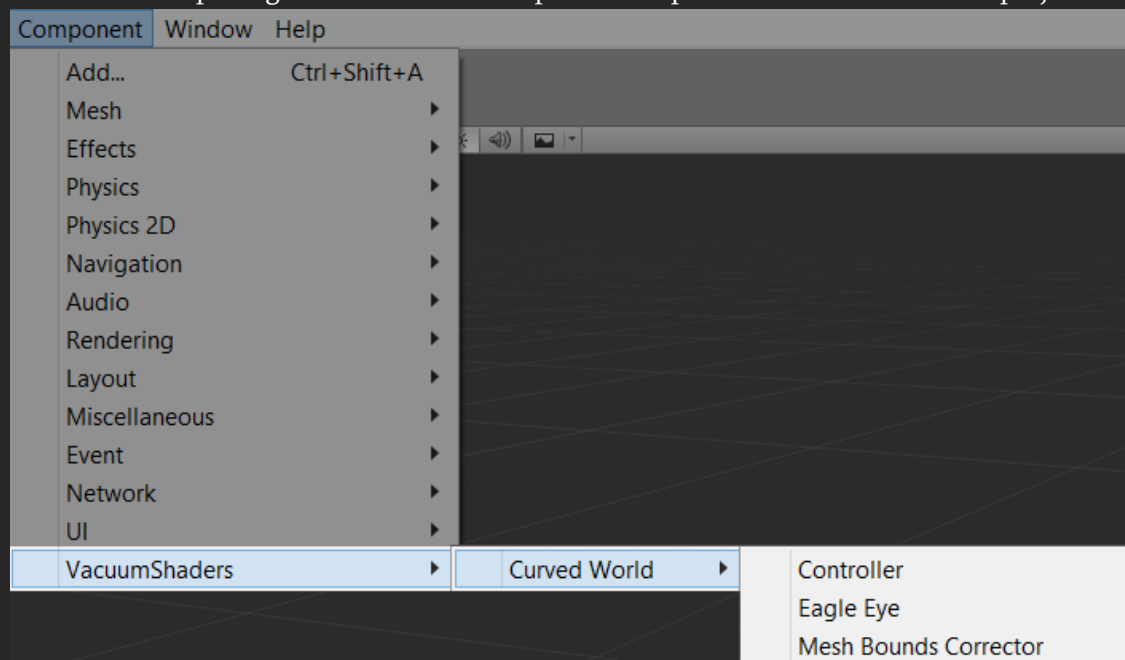 Component Window Help
Add... Ctrl+Shift+A
Mesh
Effects
Physics
Physics 2D
Navigation
Audio
Rendering
Layout
Miscellaneous
Event
Network
UI
VacuumShaders Curved World Controller
Eagle Eye
Mesh Bounds Corrector